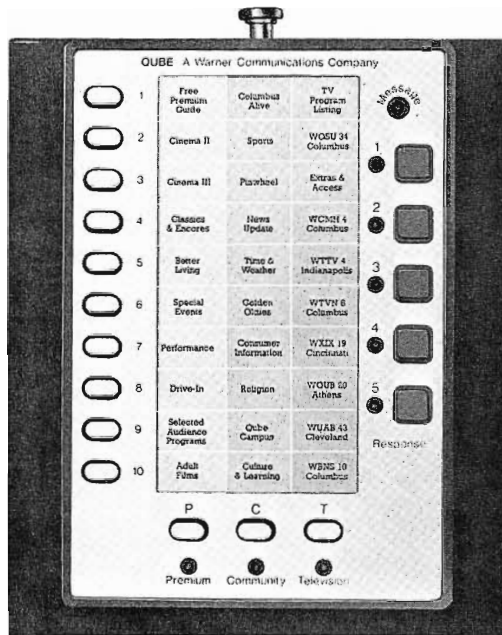 QUBE A Warner Communications Company
Message
1 Free Premium Guide Columbus Alive TV Program Listing
2 Cinema II Sports WOSU 34 Columbus
1
3 Cinema III Pinwheel Extras & Access
2
4 Classics & Encores News Update WCMH 4 Columbus
5 Better Living Time & Weather WTTV 4 Indianapolis
3
6 Special Events Golden Oldies WTVN 6 Columbus
4
7 Performance Consumer Information WXIX 19 Cincinnati
8 Drive-In Religion WOUB 20 Athens
5
9 Selected Audience Programs Qube Campus WUAB 43 Cleveland
Response
10 Adult Films Culture & Learning WBNS 10 Columbus
P C T
Premium Community Television